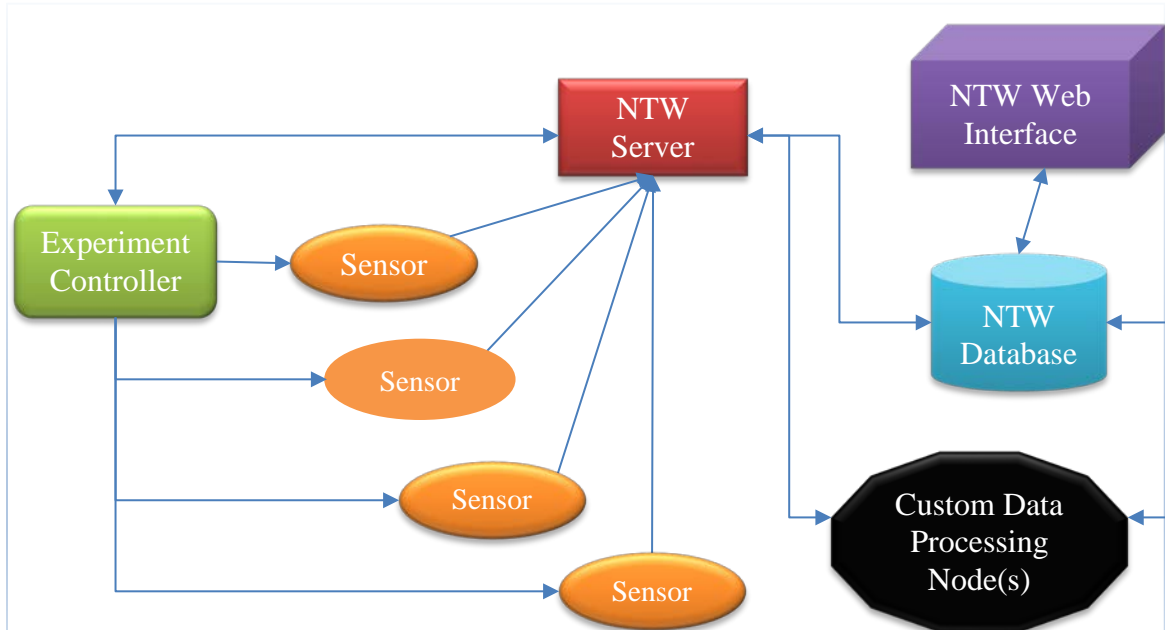 NTW
Server
NTW Web
Interface
Experiment
Controller
Sensor
NTW
Database
Sensor
Sensor
Custom Data
Processing
Node(s)
Sensor